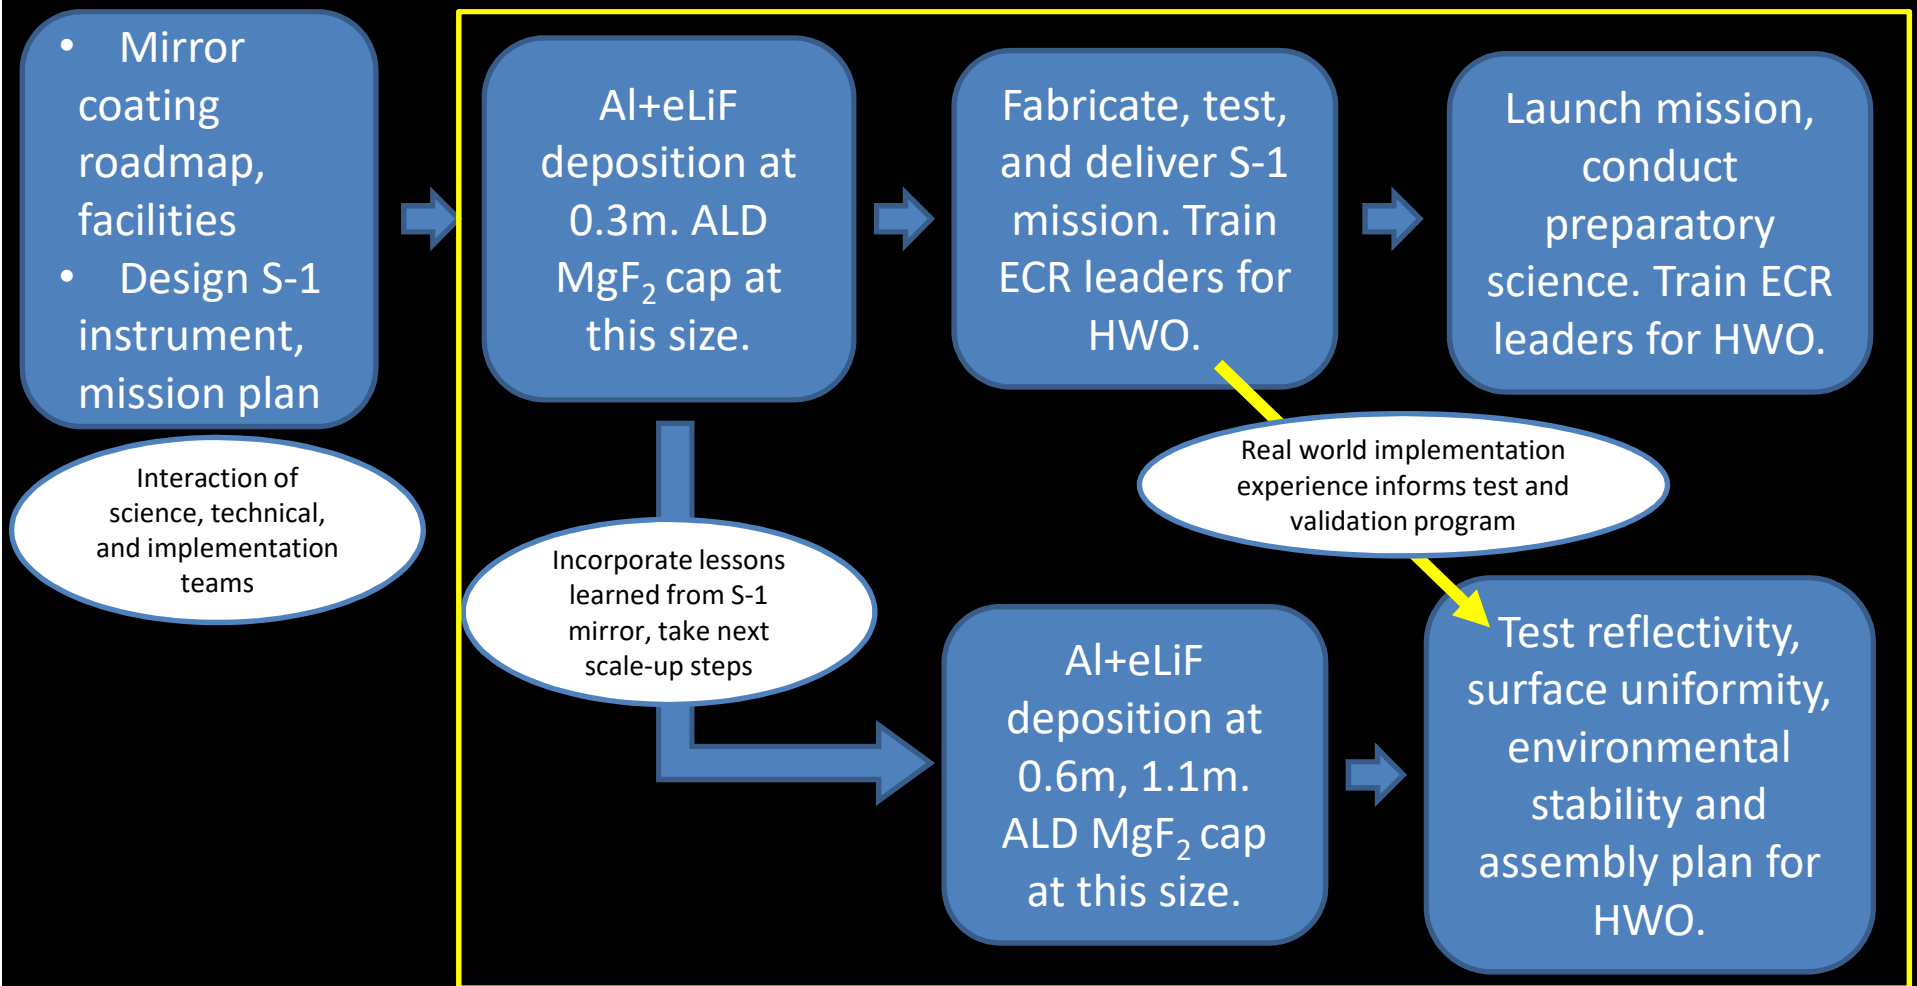 • Mirror
coating
roadmap,
facilities
• Design S-1
instrument,
mission plan
Interaction of
science, technical,
and implementation
teams
Al+eLiF
deposition at
0.3m. ALD
MgF₂ cap at
this size.
Fabricate, test,
and deliver S-1
mission. Train
ECR leaders for
HWO.
Launch mission,
conduct
preparatory
science. Train ECR
leaders for HWO.
Real world implementation
experience informs test and
validation program
Incorporate lessons
learned from S-1
mirror, take next
scale-up steps
Al+eLiF
deposition at
0.6m, 1.1m.
ALD MgF₂ cap
at this size.
Test reflectivity,
surface uniformity,
environmental
stability and
assembly plan for
HWO.